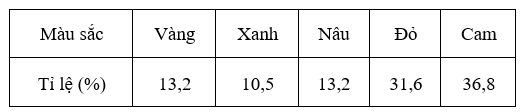 Màu sắc Vàng Xanh Nâu Đỏ Cam
Tỉ lệ (%) 13,2 10,5 13,2 31,6 36,8